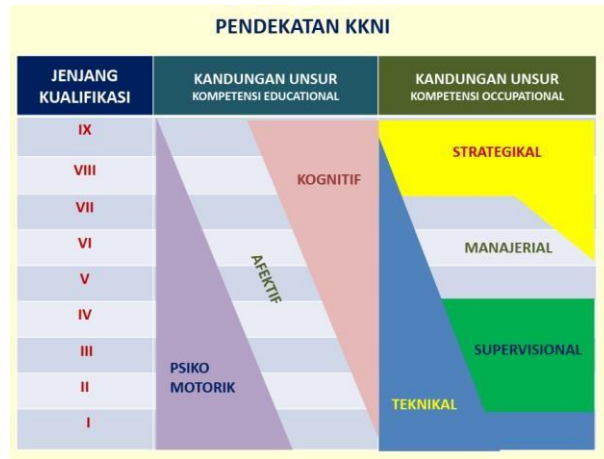 PENDEKATAN KKNI
JENJANG
KUALIFIKASI
KANDUNGAN UNSUR
KOMPETENSI EDUCATIONAL
KANDUNGAN UNSUR
KOMPETENSI OCCUPATIONAL
IX
STRATEGIKAL
VIII
KOGNITIF
VII
VI
MANAJERIAL
V
AFEKTIF
IV
III
SUPERVISIONAL
PSIKO
MOTORIK
II
TEKNIKAL
I